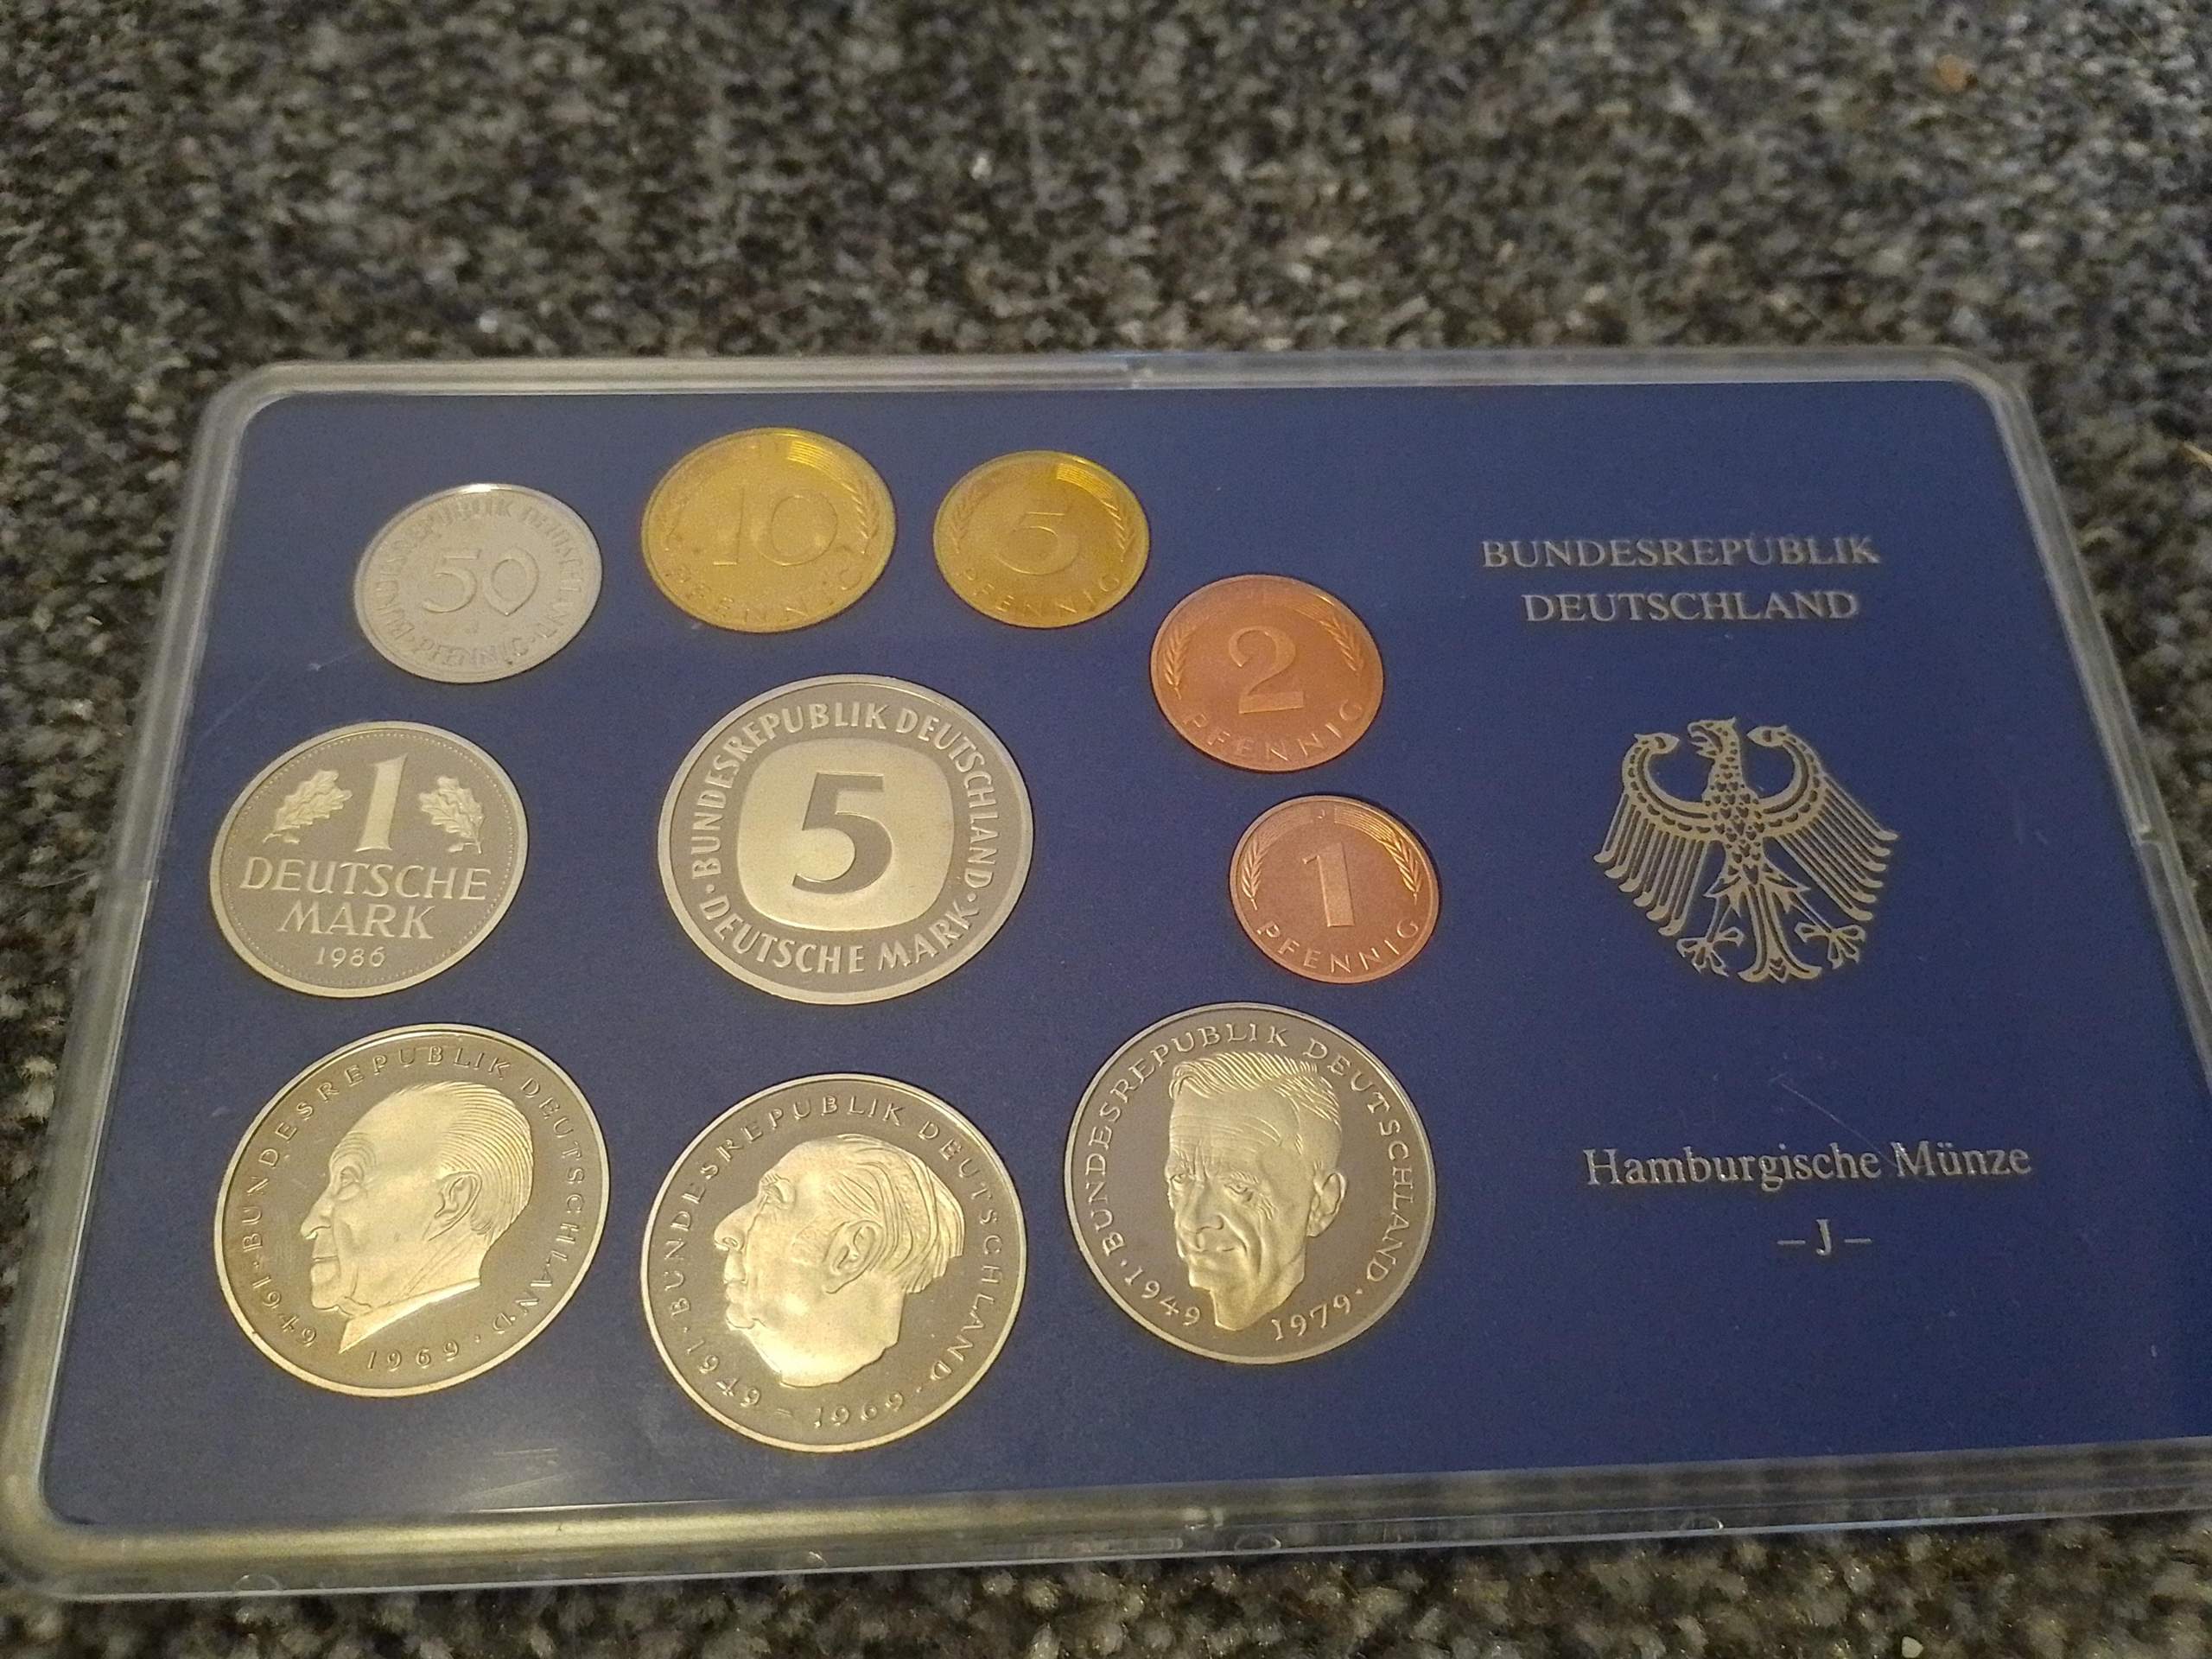 50
BUNDESREPUBLIK DEUTSCHLAND
·PFENNIG·
10
PFENNIG
5
PFENNIG
2
PFENNIG
1
PFENNIG
1
DEUTSCHE
MARK
1986
·BUNDESREPUBLIK DEUTSCHLAND·
5
DEUTSCHE MARK
BUNDESREPUBLIK DEUTSCHLAND
1949
1969
BUNDESREPUBLIK DEUTSCHLAND
1949 - 1969
BUNDESREPUBLIK DEUTSCHLAND
1949
1979
BUNDESREPUBLIK
DEUTSCHLAND
Hamburgische Münze
– J –